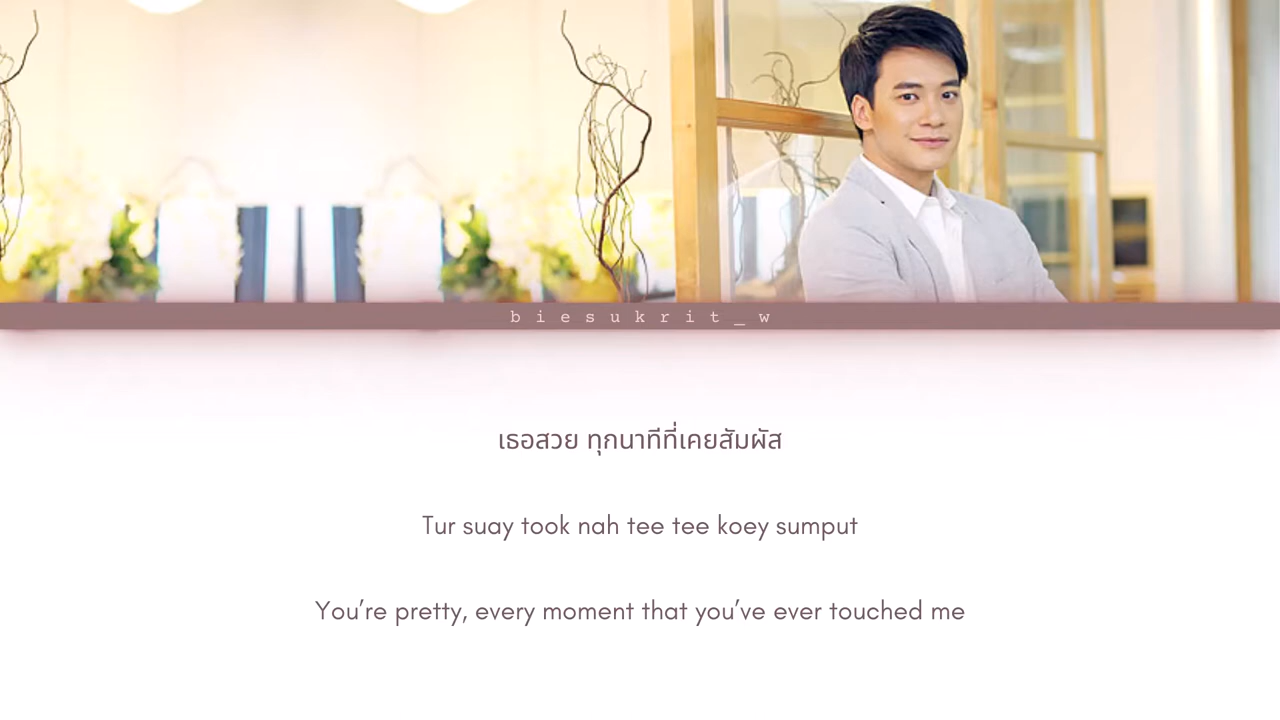 biesukrit_w
เธอสวย ทุกนาทีที่เคยสัมผัส
Tur suay took nah tee tee koey sumput
You’re pretty, every moment that you’ve ever touched me